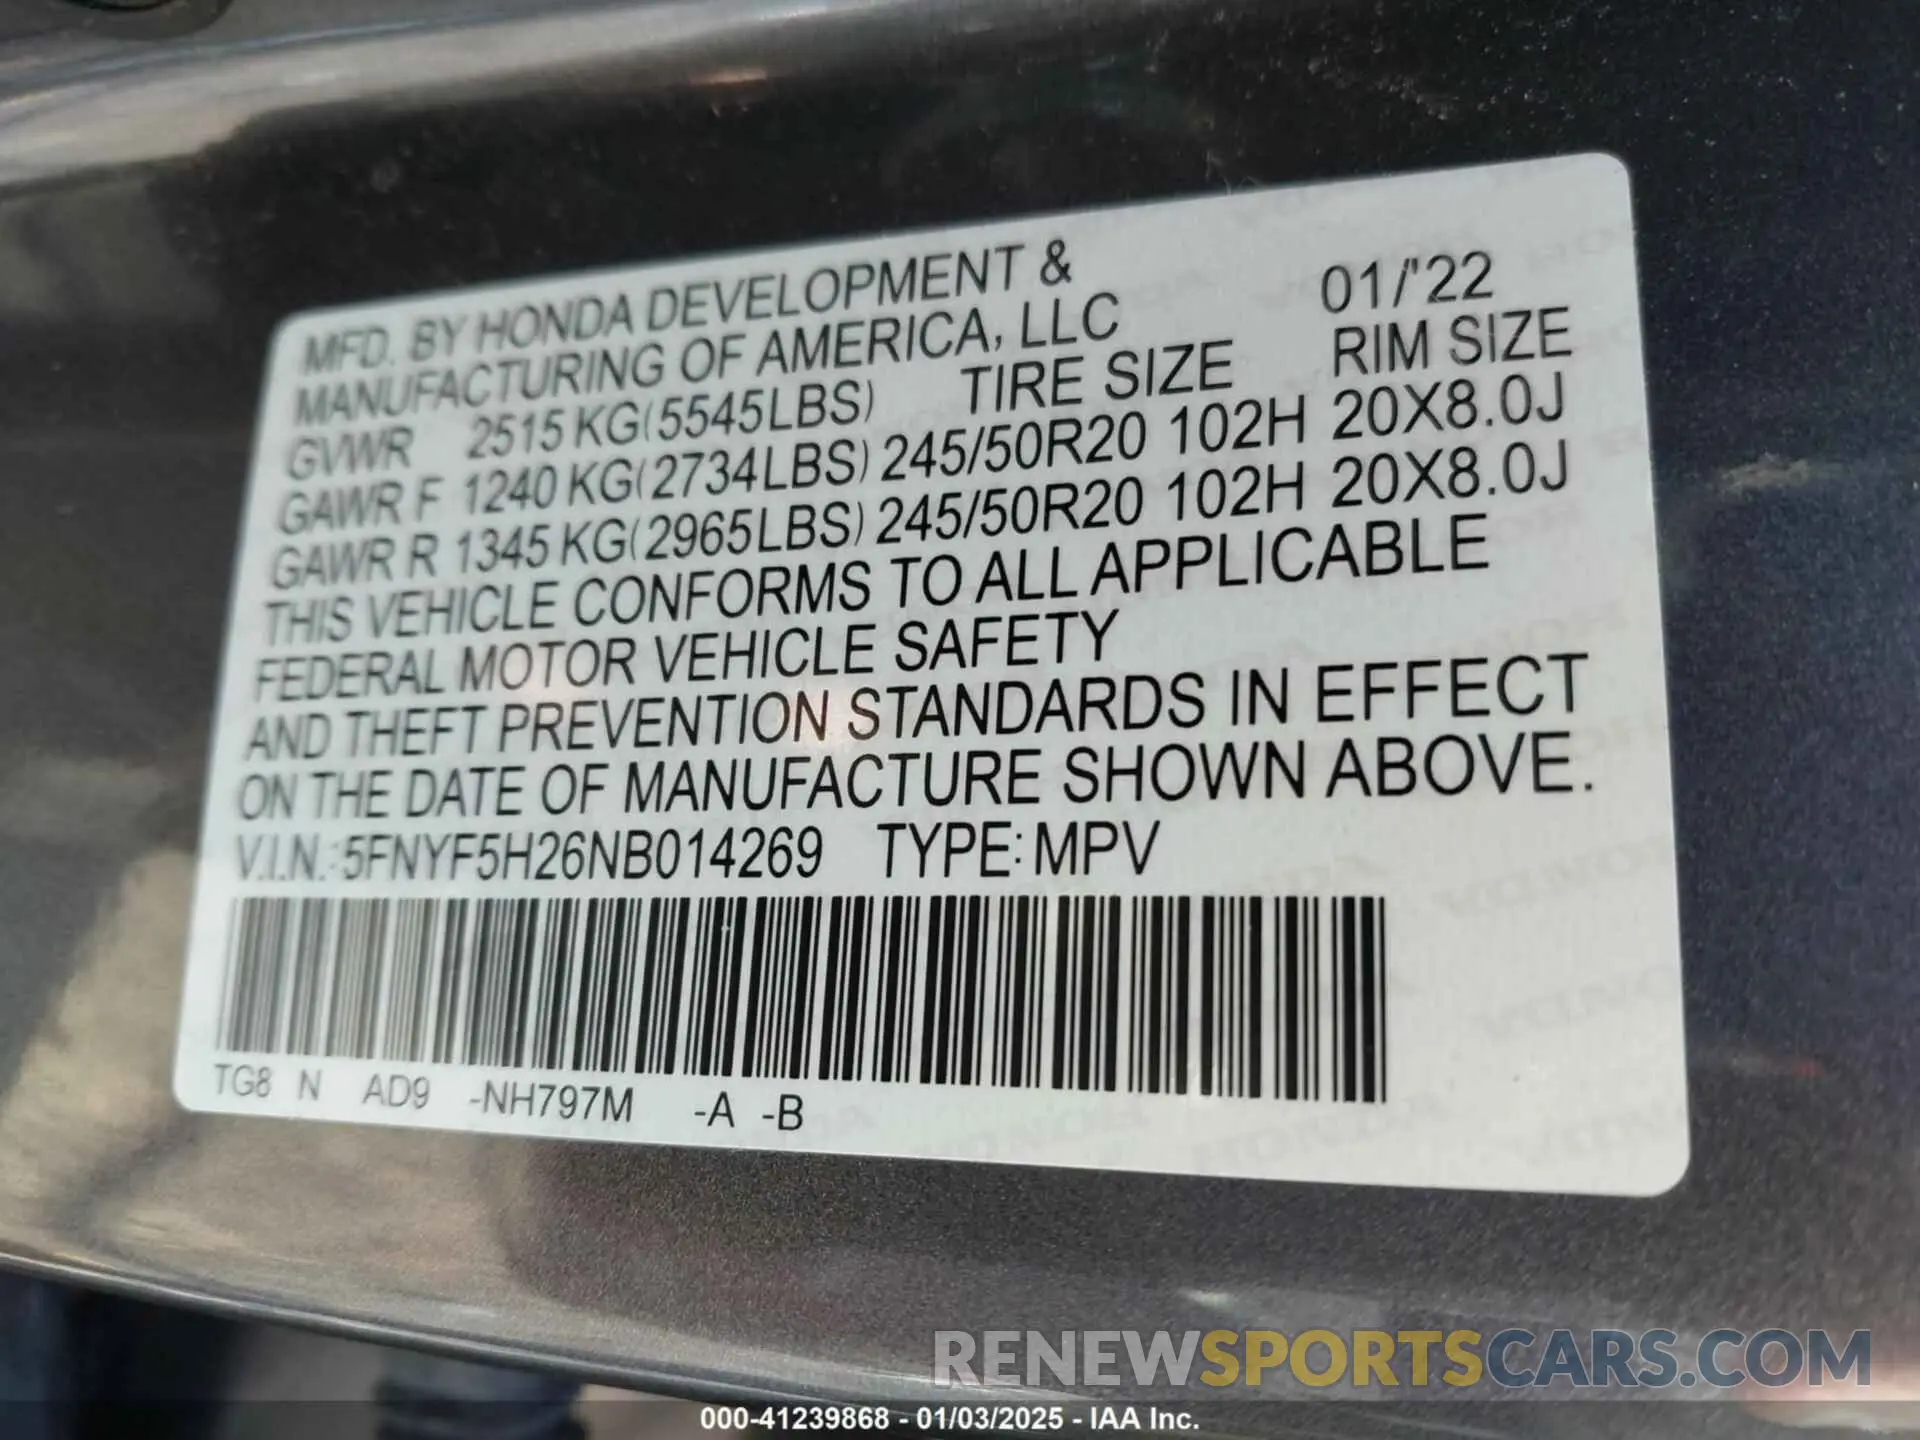 MFD. BY HONDA DEVELOPMENT & 01/'22
MANUFACTURING OF AMERICA, LLC
TIRE SIZE RIM SIZE
GVWR 2515 KG(5545LBS)
GAWR F 1240 KG(2734LBS) 245/50R20 102H 20X8.0J
GAWR R 1345 KG(2965LBS) 245/50R20 102H 20X8.0J
THIS VEHICLE CONFORMS TO ALL APPLICABLE
FEDERAL MOTOR VEHICLE SAFETY
AND THEFT PREVENTION STANDARDS IN EFFECT
ON THE DATE OF MANUFACTURE SHOWN ABOVE.
V.I.N.:5FNYF5H26NB014269 TYPE:MPV
TG8 N AD9 -NH797M -A -B
RENEWSPORTSCARS.COM
000-41239868 - 01/03/2025 - IAA Inc.